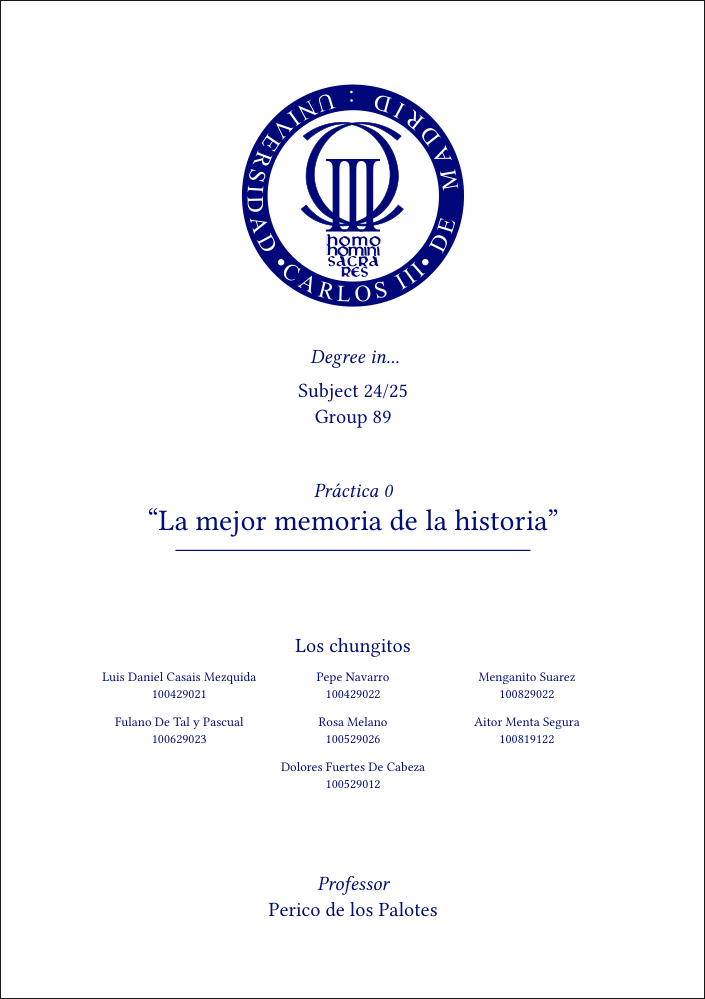 UNIVERSIDAD • CARLOS III • DE MADRID :
homo
homini
sacra
res
Degree in...
Subject 24/25
Group 89
Práctica 0
“La mejor memoria de la historia”
Los chungitos
Luis Daniel Casais Mezquida Pepe Navarro Menganito Suarez
100429021 100429022 100829022
Fulano De Tal y Pascual Rosa Melano Aitor Menta Segura
100629023 100529026 100819122
Dolores Fuertes De Cabeza
100529012
Professor
Perico de los Palotes